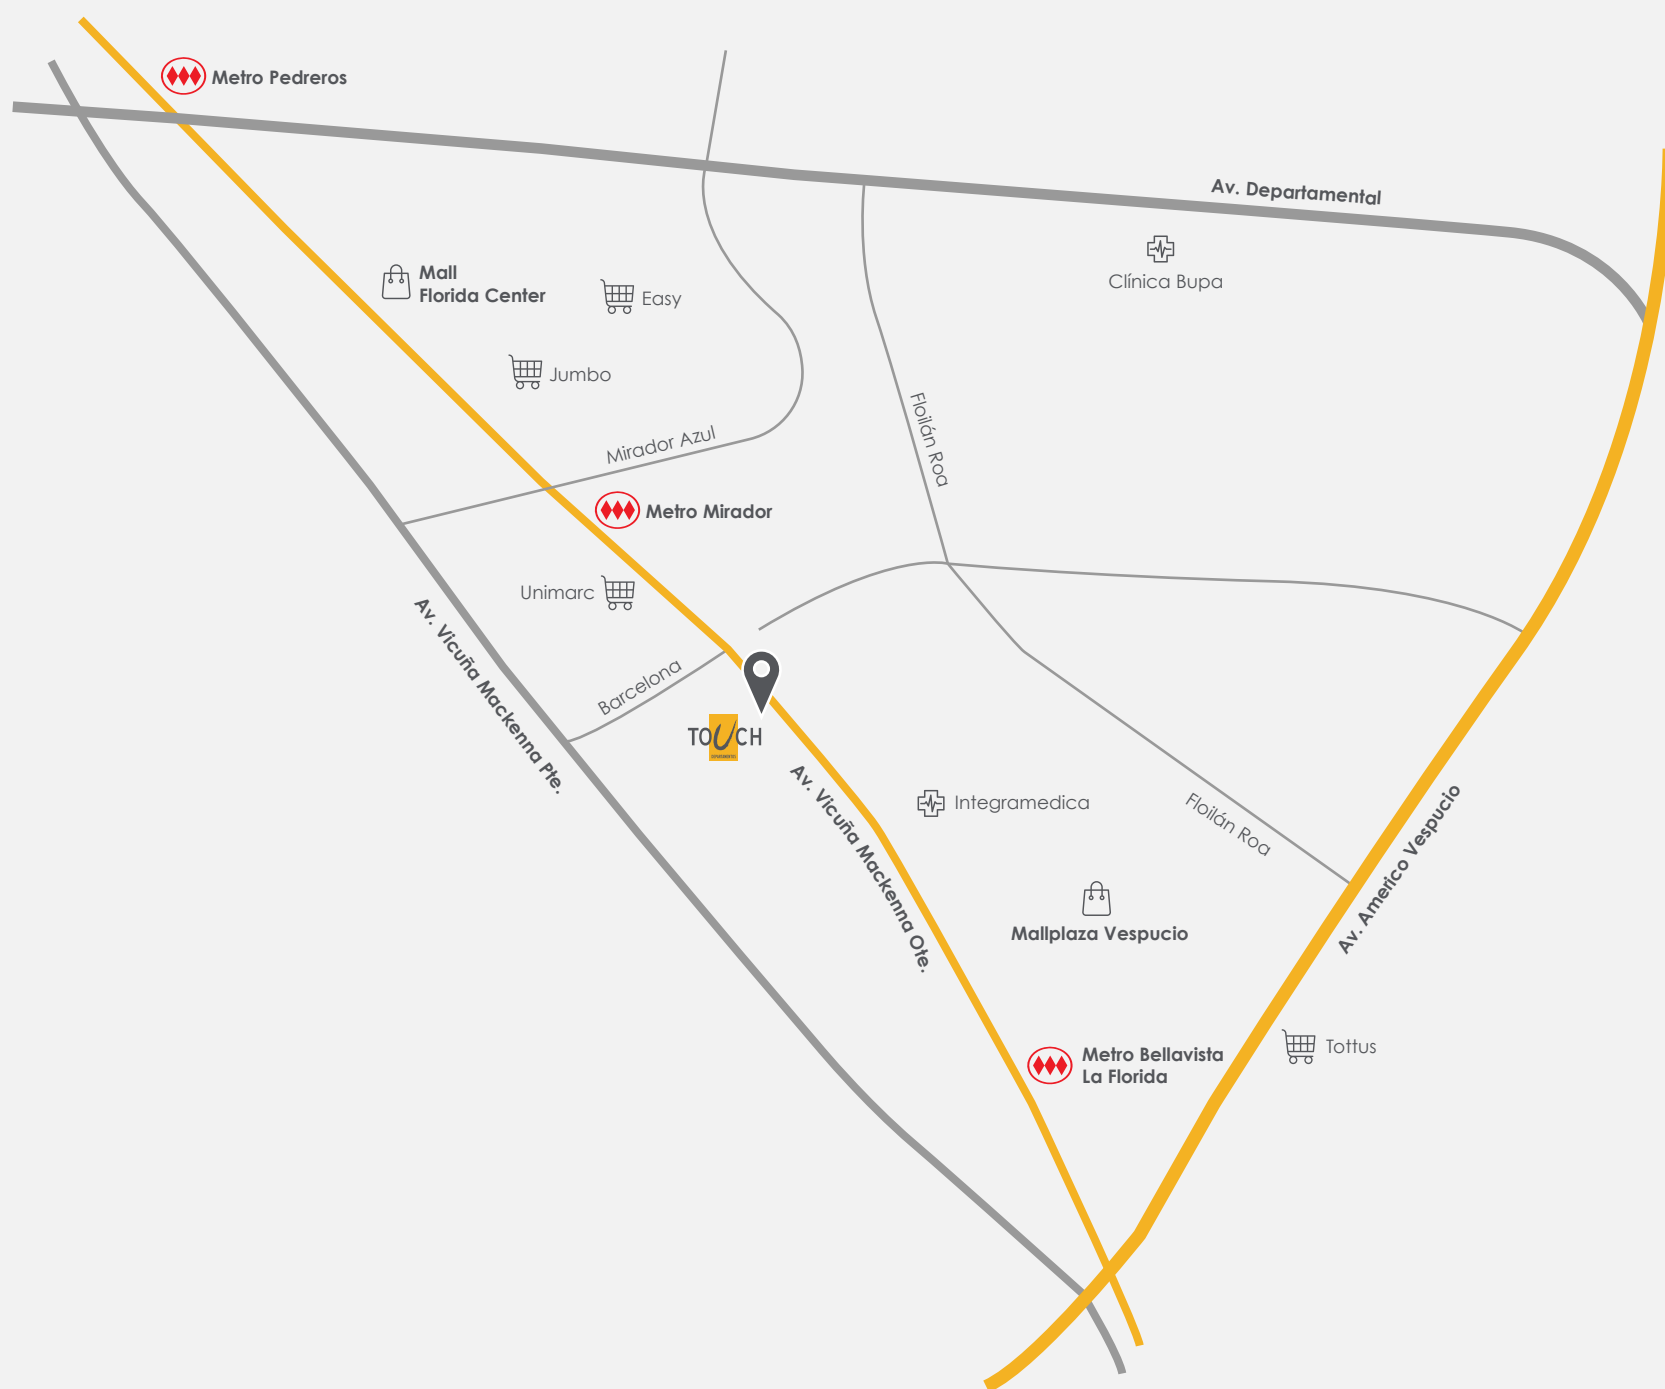 Metro Pedreros
Av. Departamental
Mall
Florida Center
Easy
Clínica Bupa
Jumbo
Mirador Azul
Floilán Roa
Metro Mirador
Unimarc
Av. Vicuña Mackenna Pte.
Barcelona
TOUCH
Av. Vicuña Mackenna Ote.
Integramedica
Floilán Roa
Av. Americo Vespucio
Mallplaza Vespucio
Metro Bellavista
La Florida
Tottus